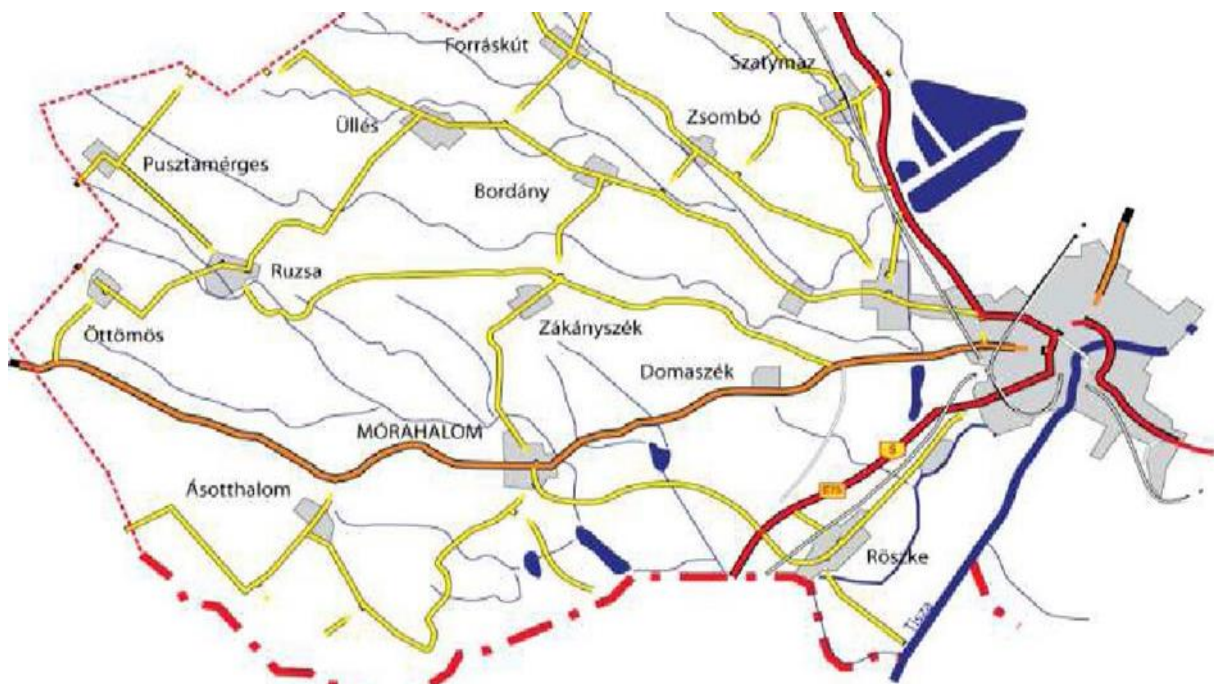 Forráskút
Szatymaz
Üllés
Zsombó
Pusztamérges
Bordány
Ruzsa
Öttömös
Zákányszék
Domaszék
MÓRAHALOM
5
E75
Ásotthalom
Röszke
Tisza